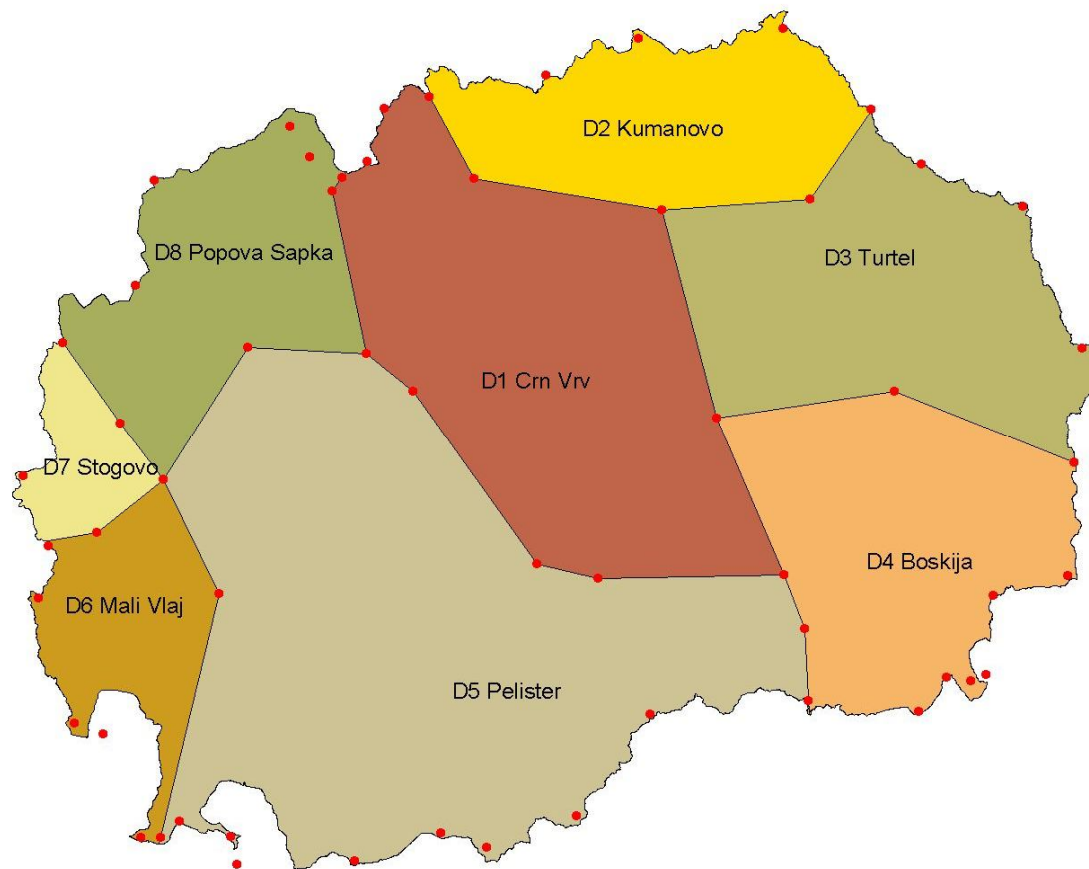 D2 Kumanovo
D8 Popova Sapka
D3 Turtel
D1 Crn Vrv
D7 Stogovo
D4 Boskija
D6 Mali Vlaj
D5 Pelister